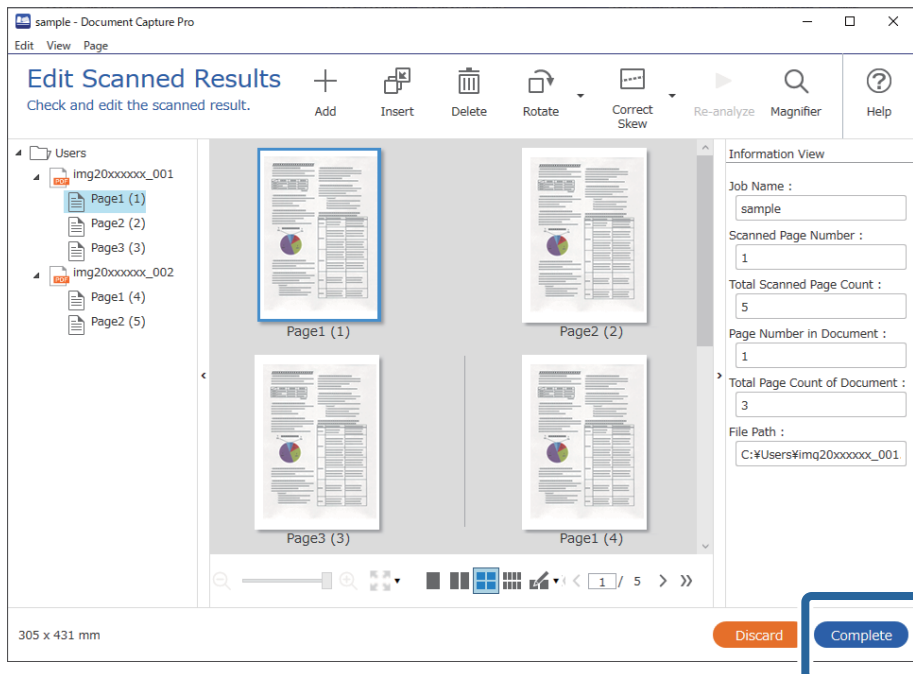 sample - Document Capture Pro
Edit View Page
Edit Scanned Results
Check and edit the scanned result.
Add
Insert
Delete
Rotate
Correct Skew
Re-analyze
Magnifier
Help
Users
PDF img20xxxxxx_001
Page1 (1)
Page2 (2)
Page3 (3)
PDF img20xxxxxx_002
Page1 (4)
Page2 (5)
Page1 (1)
Page2 (2)
Page3 (3)
Page1 (4)
1 / 5
Information View
Job Name :
sample
Scanned Page Number :
1
Total Scanned Page Count :
5
Page Number in Document :
1
Total Page Count of Document :
3
File Path :
C:¥Users¥img20xxxxxx_001
305 x 431 mm
Discard
Complete